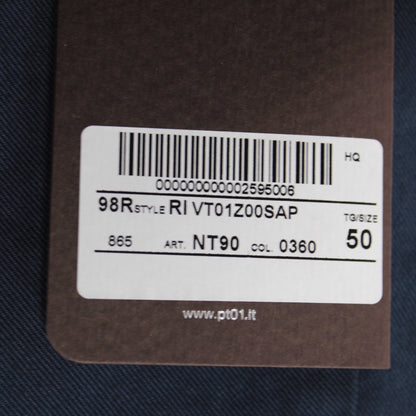 HQ
000000000002595006
98R STYLE RI VT01Z00SAP TG/SIZE
865 ART. NT90 COL. 0360 50
www.pt01.it